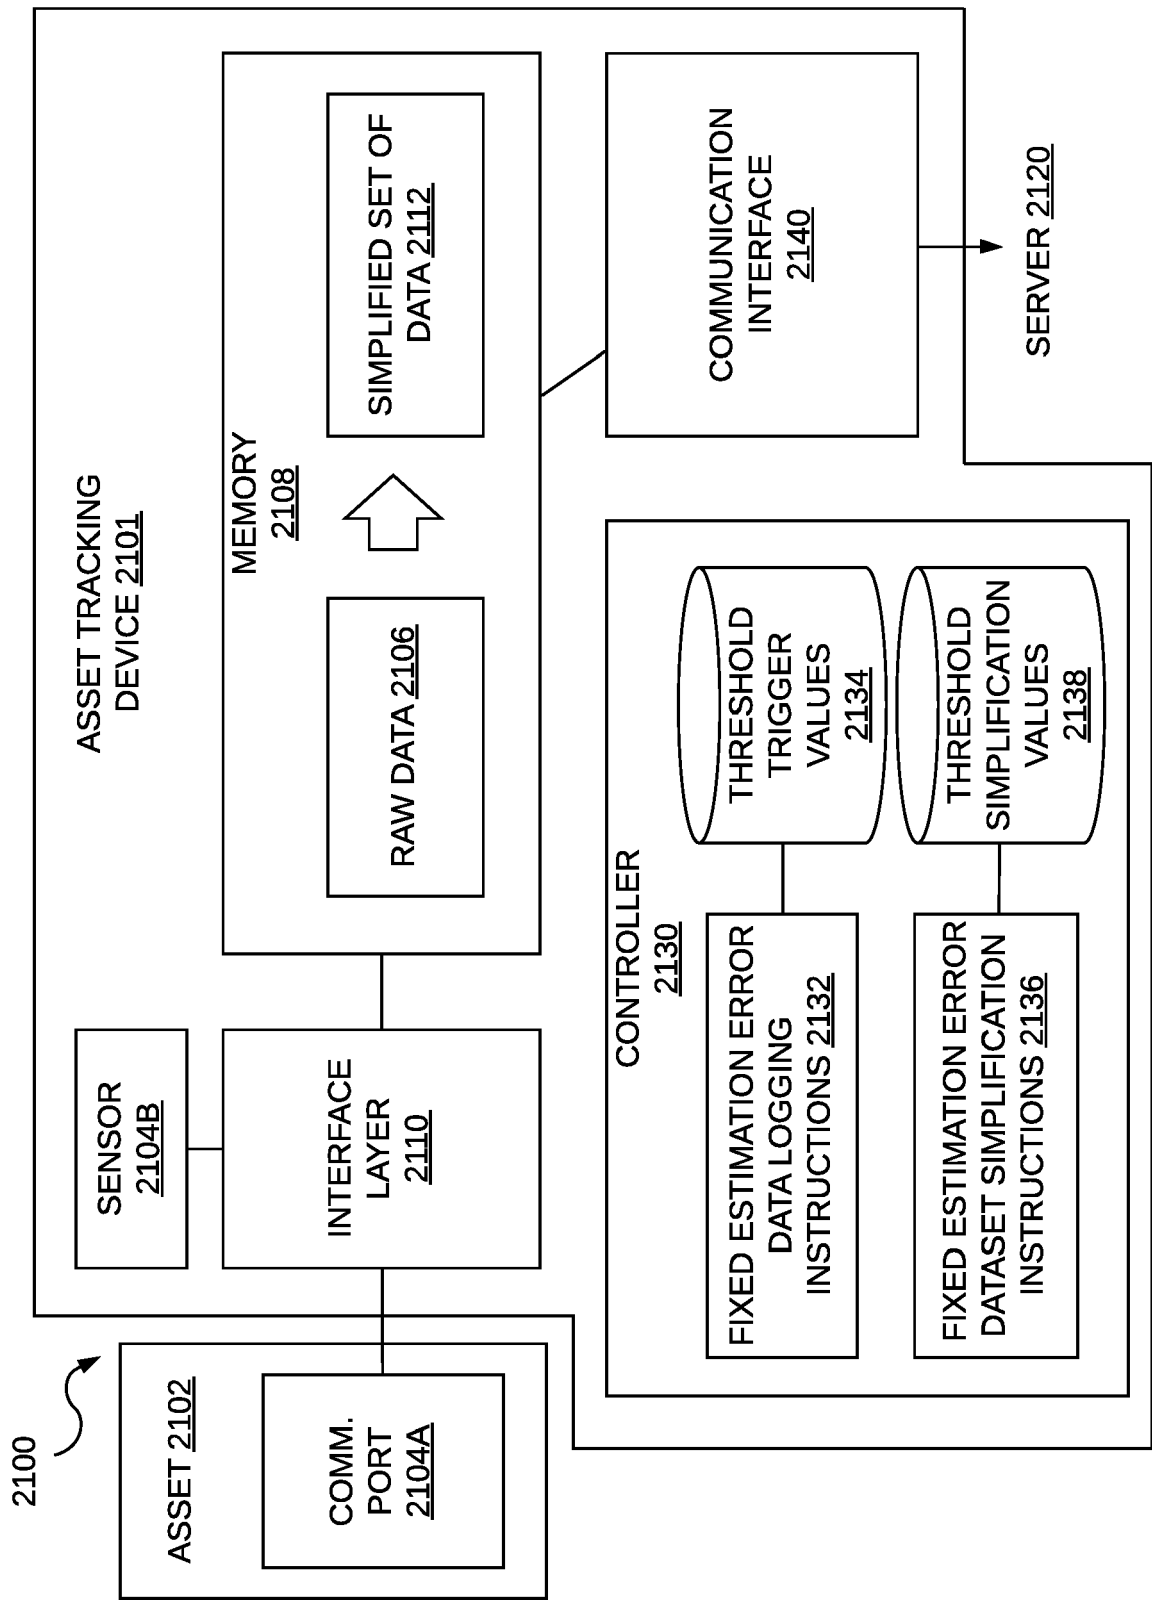 2100
ASSET 2102
COMM.
PORT
2104A
ASSET TRACKING
DEVICE 2101
SENSOR
2104B
INTERFACE
LAYER
2110
MEMORY
2108
RAW DATA 2106
SIMPLIFIED SET OF
DATA 2112
CONTROLLER
2130
FIXED ESTIMATION ERROR
DATA LOGGING
INSTRUCTIONS 2132
THRESHOLD
TRIGGER
VALUES
2134
FIXED ESTIMATION ERROR
DATASET SIMPLIFICATION
INSTRUCTIONS 2136
THRESHOLD
SIMPLIFICATION
VALUES
2138
COMMUNICATION
INTERFACE
2140
SERVER 2120